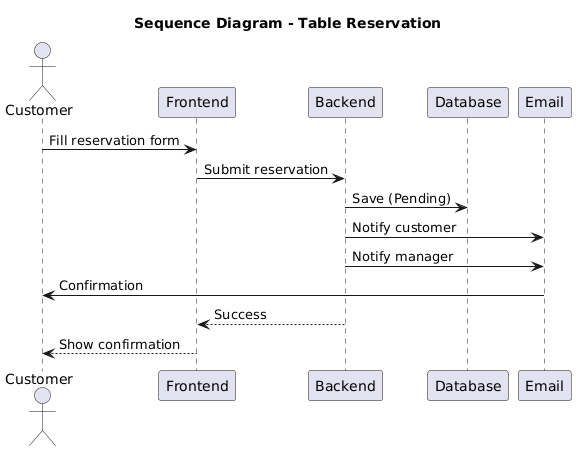 Sequence Diagram - Table Reservation
Customer
Frontend
Backend
Database
Email
Fill reservation form
Submit reservation
Save (Pending)
Notify customer
Notify manager
Confirmation
Success
Show confirmation
Customer
Frontend
Backend
Database
Email